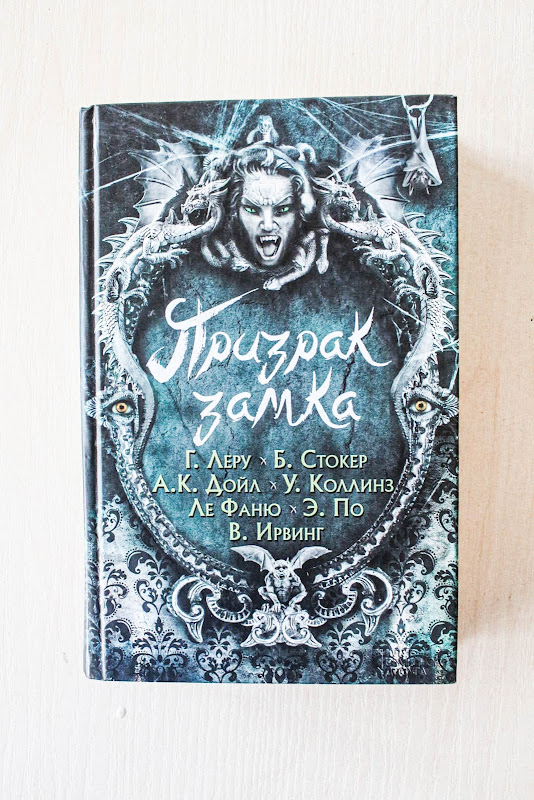 Призрак
замка
Г. Леру x Б. Стокер
А.К. Дойл x У. Коллинз
Ле Фаню x Э. По
В. Ирвинг